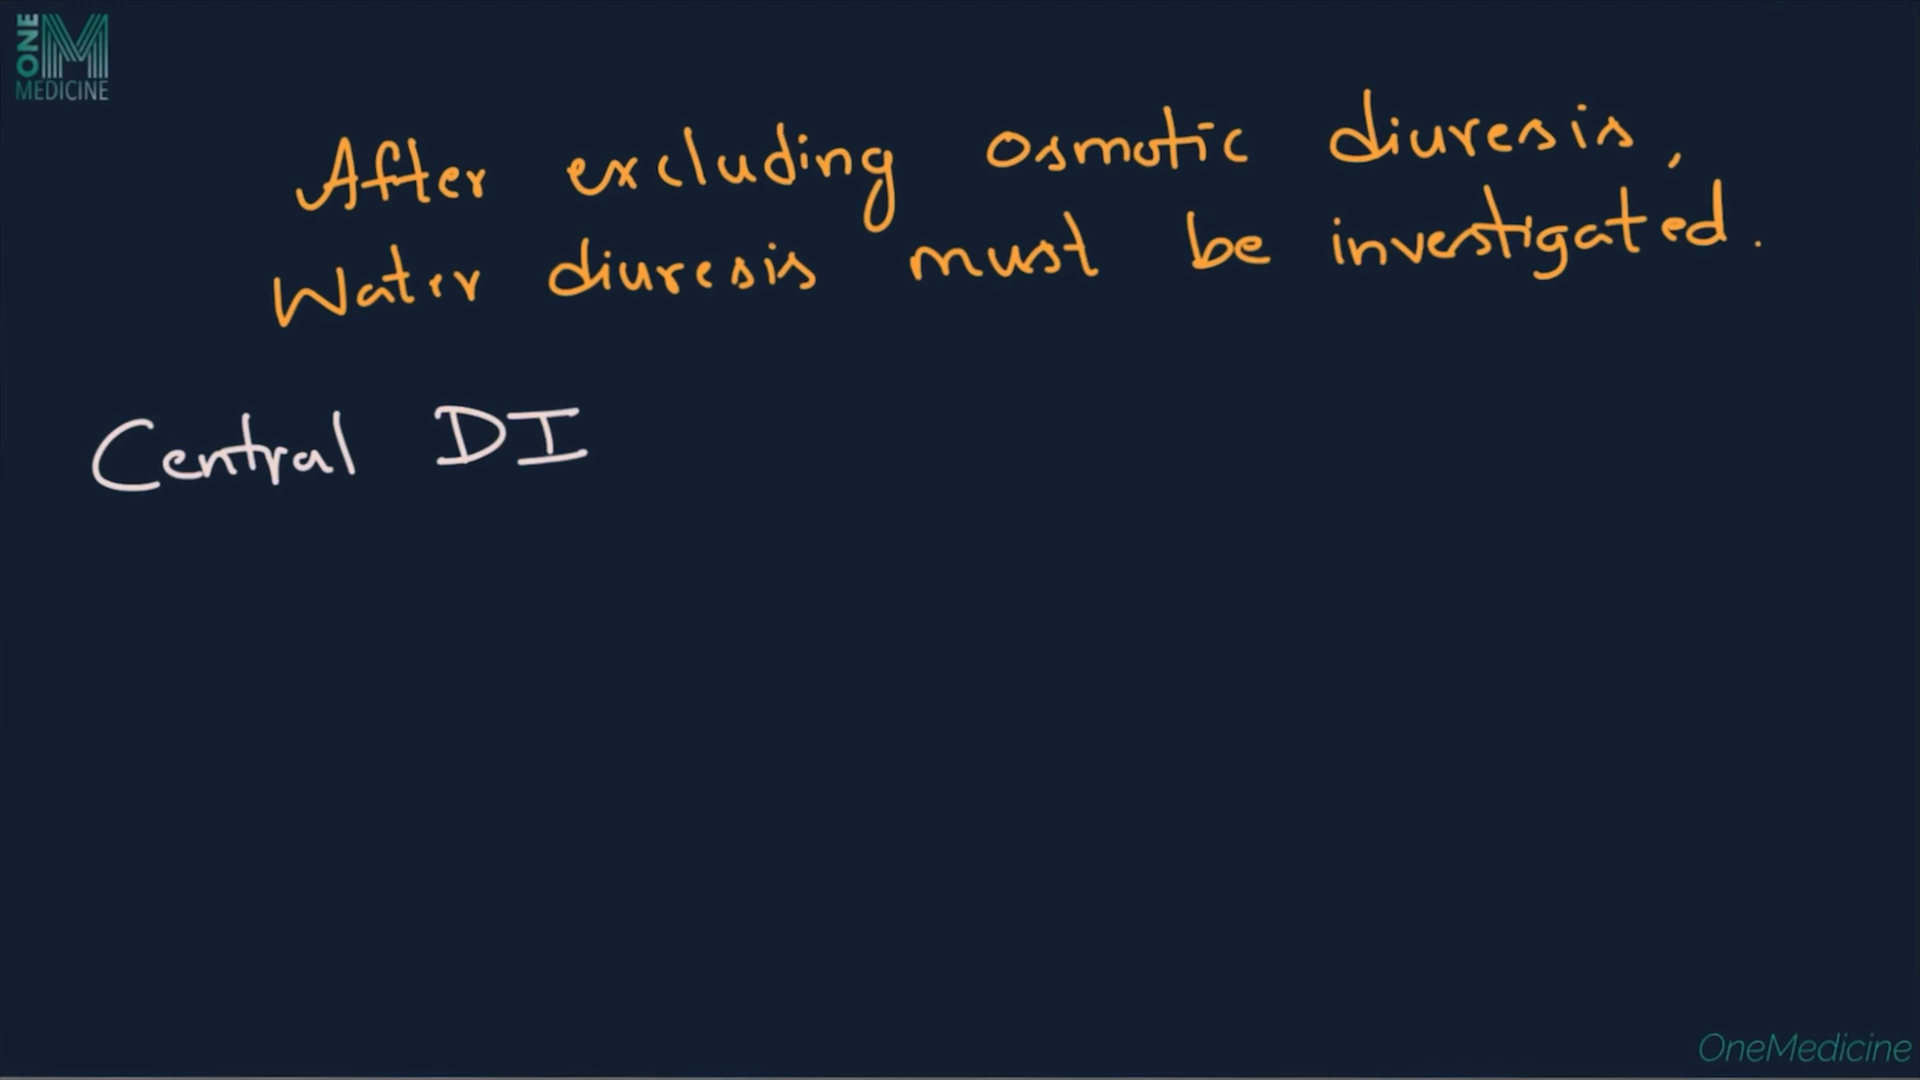 ONE
M
MEDICINE
After excluding osmotic diuresis,
Water diuresis must be investigated.
Central DI
OneMedicine